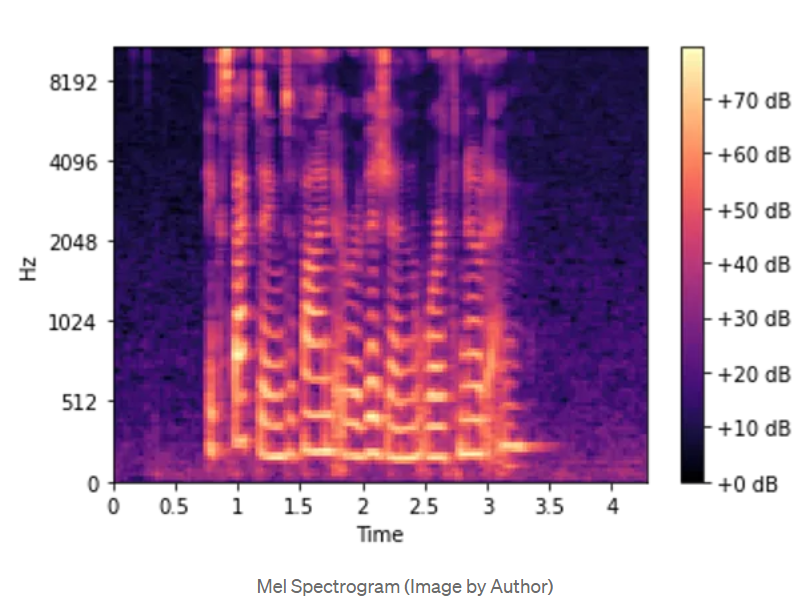 8192
4096
2048
1024
512
0
Hz
0 0.5 1 1.5 2 2.5 3 3.5 4
Time
+70 dB
+60 dB
+50 dB
+40 dB
+30 dB
+20 dB
+10 dB
+0 dB
Mel Spectrogram (Image by Author)